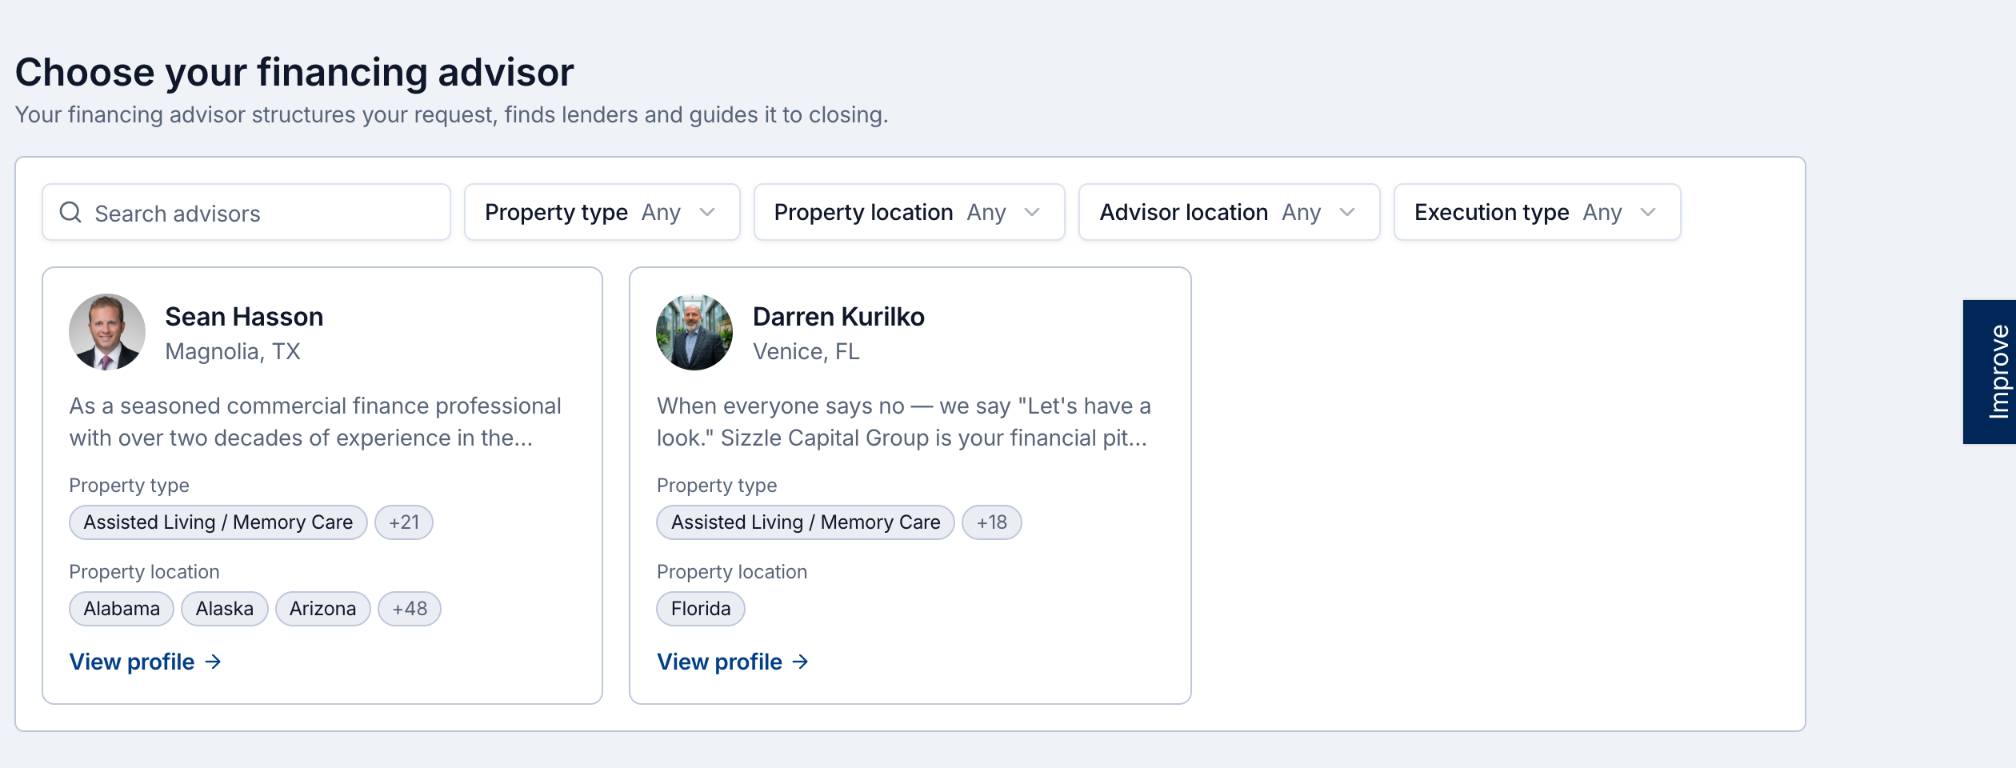 Choose your financing advisor
Your financing advisor structures your request, finds lenders and guides it to closing.
Search advisors
Property type Any
Property location Any
Advisor location Any
Execution type Any
Sean Hasson
Magnolia, TX
As a seasoned commercial finance professional
with over two decades of experience in the...
Property type
Assisted Living / Memory Care +21
Property location
Alabama Alaska Arizona +48
View profile →
Darren Kurilko
Venice, FL
When everyone says no — we say "Let's have a
look." Sizzle Capital Group is your financial pit...
Property type
Assisted Living / Memory Care +18
Property location
Florida
View profile →
Improve